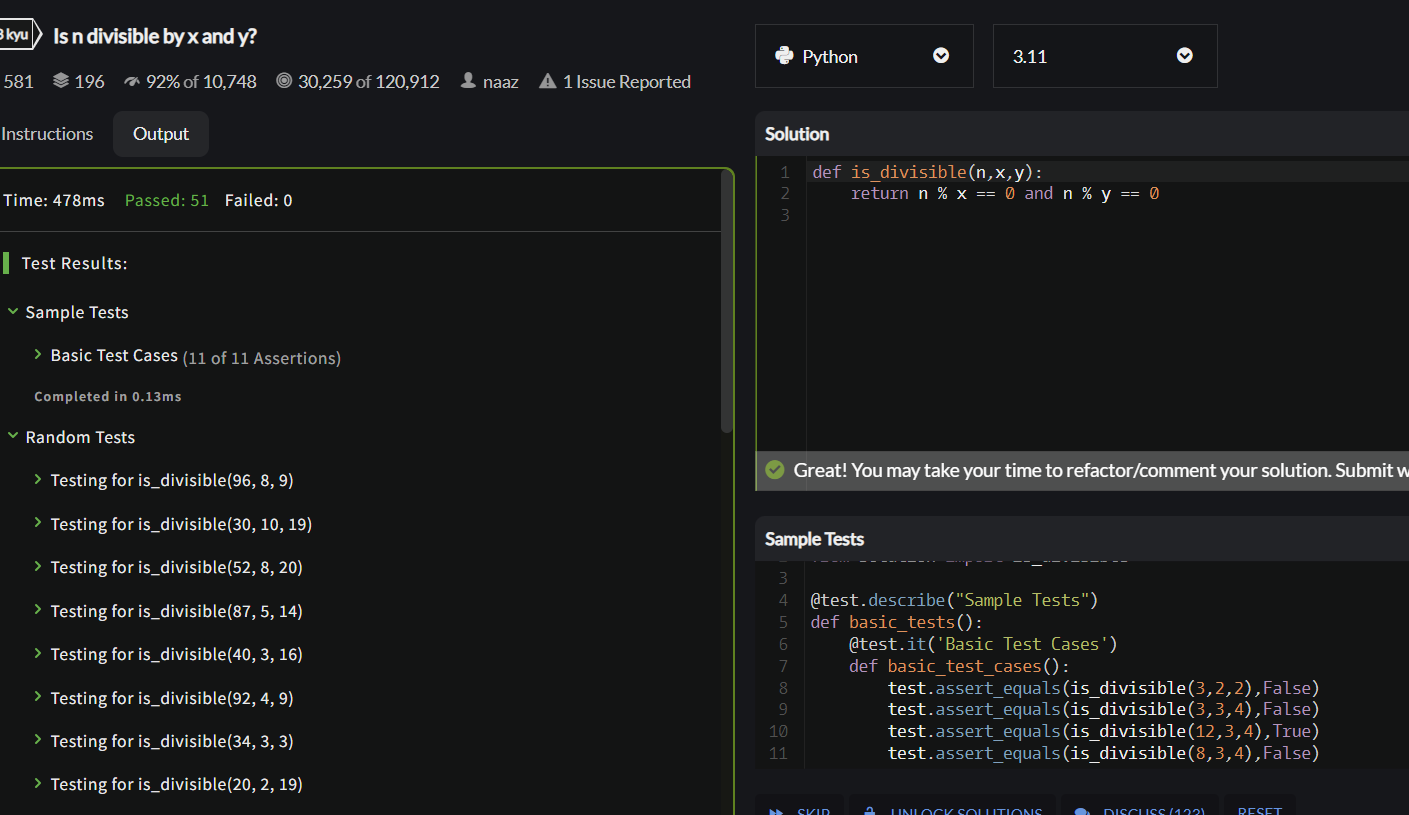 kyu Is n divisible by x and y?
581 196 92% of 10,748 30,259 of 120,912 naaz 1 Issue Reported
Instructions Output
Time: 478ms Passed: 51 Failed: 0
Test Results:
Sample Tests
Basic Test Cases (11 of 11 Assertions)
Completed in 0.13ms
Random Tests
Testing for is_divisible(96, 8, 9)
Testing for is_divisible(30, 10, 19)
Testing for is_divisible(52, 8, 20)
Testing for is_divisible(87, 5, 14)
Testing for is_divisible(40, 3, 16)
Testing for is_divisible(92, 4, 9)
Testing for is_divisible(34, 3, 3)
Testing for is_divisible(20, 2, 19)
Python 3.11
Solution
1 def is_divisible(n,x,y):
2 return n % x == 0 and n % y == 0
3
Great! You may take your time to refactor/comment your solution. Submit w
Sample Tests
3
4 @test.describe("Sample Tests")
5 def basic_tests():
6 @test.it('Basic Test Cases')
7 def basic_test_cases():
8 test.assert_equals(is_divisible(3,2,2),False)
9 test.assert_equals(is_divisible(3,3,4),False)
10 test.assert_equals(is_divisible(12,3,4),True)
11 test.assert_equals(is_divisible(8,3,4),False)
SKIP UNLOCK SOLUTIONS DISCUSS (123) RESET